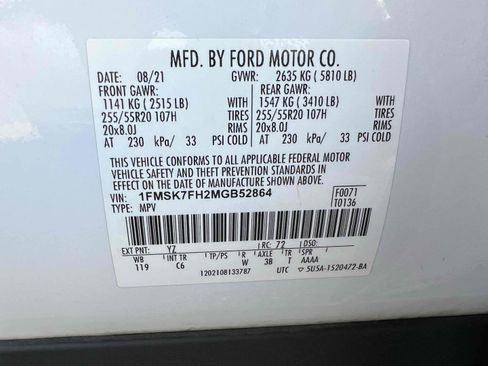 MFD. BY FORD MOTOR CO.
DATE: 08/21 GVWR: 2635 KG ( 5810 LB)
FRONT GAWR: REAR GAWR:
1141 KG ( 2515 LB) WITH 1547 KG ( 3410 LB) WITH
255/55R20 107H TIRES 255/55R20 107H TIRES
20x8.0J RIMS 20x8.0J RIMS
AT 230 kPa/ 33 PSI COLD AT 230 kPa/ 33 PSI COLD
THIS VEHICLE CONFORMS TO ALL APPLICABLE FEDERAL MOTOR
VEHICLE SAFETY AND THEFT PREVENTION STANDARDS IN EFFECT
ON THE DATE OF MANUFACTURE SHOWN ABOVE.
VIN: 1FMSK7FH2MGB52864 F0071
TYPE: MPV T0136
EXT PNT: YZ RC: 72 DSO:
WB INT TR TP/PS R AXLE TR SPR
119 C6 3B T AAAA
1202108133787 UTC 5USA-1520472-BA